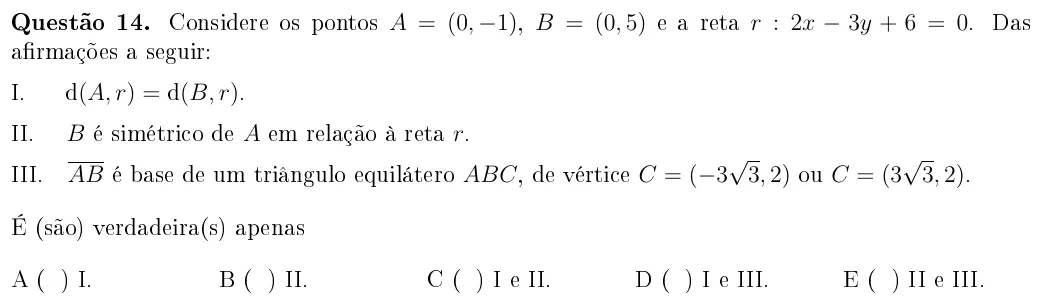 Questão 14. Considere os pontos A = (0, −1), B = (0, 5) e a reta r : 2x − 3y + 6 = 0. Das
afirmações a seguir:
I. d(A, r) = d(B, r).
II. B é simétrico de A em relação à reta r.
III. \overline{AB} é base de um triângulo equilátero ABC, de vértice C = (−3√3, 2) ou C = (3√3, 2).
É (são) verdadeira(s) apenas
A ( ) I. B ( ) II. C ( ) I e II. D ( ) I e III. E ( ) II e III.